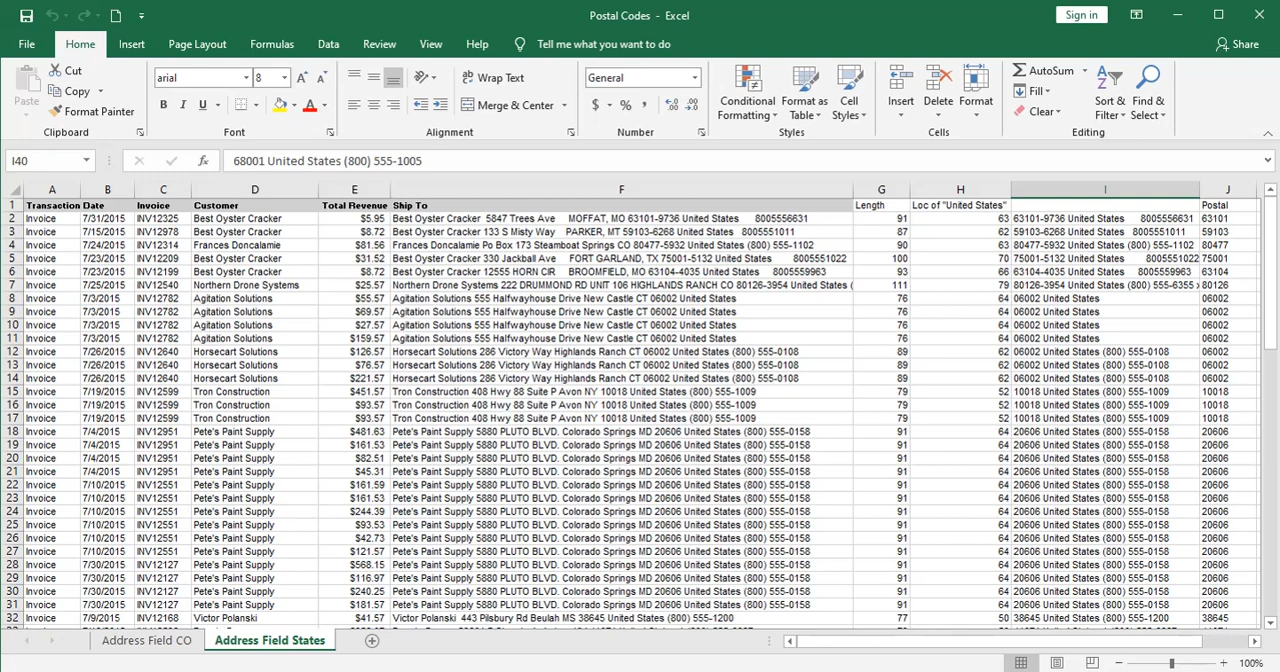 Postal Codes - Excel
Sign in
File Home Insert Page Layout Formulas Data Review View Help Tell me what you want to do Share
Paste Cut Copy Format Painter Clipboard
arial 8 B I U A Font
Wrap Text Merge & Center Alignment
General $ % , Number
Conditional Formatting Format as Table Cell Styles Styles
Insert Delete Format Cells
AutoSum Fill Clear Sort & Filter Find & Select Editing
I40 fx 68001 United States (800) 555-1005
A B C D E F G H I J
1 Transaction Date Invoice Customer Total Revenue Ship To Length Loc of "United States" Postal
2 Invoice 7/31/2015 INV12325 Best Oyster Cracker $5.95 Best Oyster Cracker 5847 Trees Ave MOFFAT, MO 63101-9736 United States 8005556631 91 63 63101-9736 United States 8005556631 63101
3 Invoice 7/15/2015 INV12978 Best Oyster Cracker $8.72 Best Oyster Cracker 133 S Misty Way PARKER, MT 59103-6268 United States 8005551011 87 62 59103-6268 United States 8005551011 59103
4 Invoice 7/24/2015 INV12314 Frances Doncalamie $81.56 Frances Doncalamie Po Box 173 Steamboat Springs CO 80477-5932 United States (800) 555-1102 90 63 80477-5932 United States (800) 555-1102 80477
5 Invoice 7/23/2015 INV12209 Best Oyster Cracker $31.52 Best Oyster Cracker 330 Jackball Ave FORT GARLAND, TX 75001-5132 United States 8005551022 100 70 75001-5132 United States 8005551022 75001
6 Invoice 7/23/2015 INV12199 Best Oyster Cracker $8.72 Best Oyster Cracker 12555 HORN CIR BROOMFIELD, MO 63104-4035 United States 8005559963 93 66 63104-4035 United States 8005559963 63104
7 Invoice 7/25/2015 INV12540 Northern Drone Systems $25.57 Northern Drone Systems 222 DRUMMOND RD UNIT 106 HIGHLANDS RANCH CO 80126-3954 United States ( 111 79 80126-3954 United States (800) 555-6355 x 80126
8 Invoice 7/3/2015 INV12782 Agitation Solutions $55.57 Agitation Solutions 555 Halfwayhouse Drive New Castle CT 06002 United States 76 64 06002 United States 06002
9 Invoice 7/3/2015 INV12782 Agitation Solutions $69.57 Agitation Solutions 555 Halfwayhouse Drive New Castle CT 06002 United States 76 64 06002 United States 06002
10 Invoice 7/3/2015 INV12782 Agitation Solutions $27.57 Agitation Solutions 555 Halfwayhouse Drive New Castle CT 06002 United States 76 64 06002 United States 06002
11 Invoice 7/3/2015 INV12782 Agitation Solutions $159.57 Agitation Solutions 555 Halfwayhouse Drive New Castle CT 06002 United States 76 64 06002 United States 06002
12 Invoice 7/26/2015 INV12640 Horsecart Solutions $126.57 Horsecart Solutions 286 Victory Way Highlands Ranch CT 06002 United States (800) 555-0108 89 62 06002 United States (800) 555-0108 06002
13 Invoice 7/26/2015 INV12640 Horsecart Solutions $76.57 Horsecart Solutions 286 Victory Way Highlands Ranch CT 06002 United States (800) 555-0108 89 62 06002 United States (800) 555-0108 06002
14 Invoice 7/26/2015 INV12640 Horsecart Solutions $221.57 Horsecart Solutions 286 Victory Way Highlands Ranch CT 06002 United States (800) 555-0108 89 62 06002 United States (800) 555-0108 06002
15 Invoice 7/19/2015 INV12599 Tron Construction $451.57 Tron Construction 408 Hwy 88 Suite P Avon NY 10018 United States (800) 555-1009 79 52 10018 United States (800) 555-1009 10018
16 Invoice 7/19/2015 INV12599 Tron Construction $93.57 Tron Construction 408 Hwy 88 Suite P Avon NY 10018 United States (800) 555-1009 79 52 10018 United States (800) 555-1009 10018
17 Invoice 7/19/2015 INV12599 Tron Construction $93.57 Tron Construction 408 Hwy 88 Suite P Avon NY 10018 United States (800) 555-1009 79 52 10018 United States (800) 555-1009 10018
18 Invoice 7/4/2015 INV12951 Pete's Paint Supply $481.63 Pete's Paint Supply 5880 PLUTO BLVD. Colorado Springs MD 20606 United States (800) 555-0158 91 64 20606 United States (800) 555-0158 20606
19 Invoice 7/4/2015 INV12951 Pete's Paint Supply $161.53 Pete's Paint Supply 5880 PLUTO BLVD. Colorado Springs MD 20606 United States (800) 555-0158 91 64 20606 United States (800) 555-0158 20606
20 Invoice 7/4/2015 INV12951 Pete's Paint Supply $82.51 Pete's Paint Supply 5880 PLUTO BLVD. Colorado Springs MD 20606 United States (800) 555-0158 91 64 20606 United States (800) 555-0158 20606
21 Invoice 7/4/2015 INV12951 Pete's Paint Supply $45.31 Pete's Paint Supply 5880 PLUTO BLVD. Colorado Springs MD 20606 United States (800) 555-0158 91 64 20606 United States (800) 555-0158 20606
22 Invoice 7/10/2015 INV12551 Pete's Paint Supply $161.59 Pete's Paint Supply 5880 PLUTO BLVD. Colorado Springs MD 20606 United States (800) 555-0158 91 64 20606 United States (800) 555-0158 20606
23 Invoice 7/10/2015 INV12551 Pete's Paint Supply $161.53 Pete's Paint Supply 5880 PLUTO BLVD. Colorado Springs MD 20606 United States (800) 555-0158 91 64 20606 United States (800) 555-0158 20606
24 Invoice 7/10/2015 INV12551 Pete's Paint Supply $244.39 Pete's Paint Supply 5880 PLUTO BLVD. Colorado Springs MD 20606 United States (800) 555-0158 91 64 20606 United States (800) 555-0158 20606
25 Invoice 7/10/2015 INV12551 Pete's Paint Supply $93.53 Pete's Paint Supply 5880 PLUTO BLVD. Colorado Springs MD 20606 United States (800) 555-0158 91 64 20606 United States (800) 555-0158 20606
26 Invoice 7/10/2015 INV12551 Pete's Paint Supply $42.73 Pete's Paint Supply 5880 PLUTO BLVD. Colorado Springs MD 20606 United States (800) 555-0158 91 64 20606 United States (800) 555-0158 20606
27 Invoice 7/10/2015 INV12551 Pete's Paint Supply $121.57 Pete's Paint Supply 5880 PLUTO BLVD. Colorado Springs MD 20606 United States (800) 555-0158 91 64 20606 United States (800) 555-0158 20606
28 Invoice 7/30/2015 INV12127 Pete's Paint Supply $568.15 Pete's Paint Supply 5880 PLUTO BLVD. Colorado Springs MD 20606 United States (800) 555-0158 91 64 20606 United States (800) 555-0158 20606
29 Invoice 7/30/2015 INV12127 Pete's Paint Supply $116.97 Pete's Paint Supply 5880 PLUTO BLVD. Colorado Springs MD 20606 United States (800) 555-0158 91 64 20606 United States (800) 555-0158 20606
30 Invoice 7/30/2015 INV12127 Pete's Paint Supply $240.25 Pete's Paint Supply 5880 PLUTO BLVD. Colorado Springs MD 20606 United States (800) 555-0158 91 64 20606 United States (800) 555-0158 20606
31 Invoice 7/30/2015 INV12127 Pete's Paint Supply $181.57 Pete's Paint Supply 5880 PLUTO BLVD. Colorado Springs MD 20606 United States (800) 555-0158 91 64 20606 United States (800) 555-0158 20606
32 Invoice 7/9/2015 INV12168 Victor Polanski $41.57 Victor Polanski 443 Pilsbury Rd Beulah MS 38645 United States (800) 555-1200 77 50 38645 United States (800) 555-1200 38645
Address Field CO Address Field States
100%